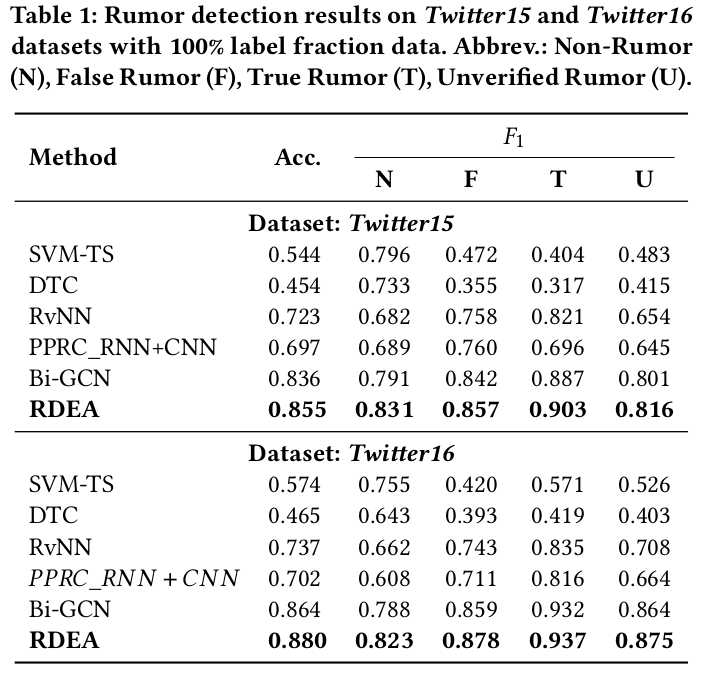 Table 1: Rumor detection results on Twitter15 and Twitter16
datasets with 100% label fraction data. Abbrev.: Non-Rumor
(N), False Rumor (F), True Rumor (T), Unverified Rumor (U).
Method Acc. F1
N F T U
Dataset: Twitter15
SVM-TS 0.544 0.796 0.472 0.404 0.483
DTC 0.454 0.733 0.355 0.317 0.415
RvNN 0.723 0.682 0.758 0.821 0.654
PPRC_RNN+CNN 0.697 0.689 0.760 0.696 0.645
Bi-GCN 0.836 0.791 0.842 0.887 0.801
RDEA 0.855 0.831 0.857 0.903 0.816
Dataset: Twitter16
SVM-TS 0.574 0.755 0.420 0.571 0.526
DTC 0.465 0.643 0.393 0.419 0.403
RvNN 0.737 0.662 0.743 0.835 0.708
PPRC_RNN + CNN 0.702 0.608 0.711 0.816 0.664
Bi-GCN 0.864 0.788 0.859 0.932 0.864
RDEA 0.880 0.823 0.878 0.937 0.875